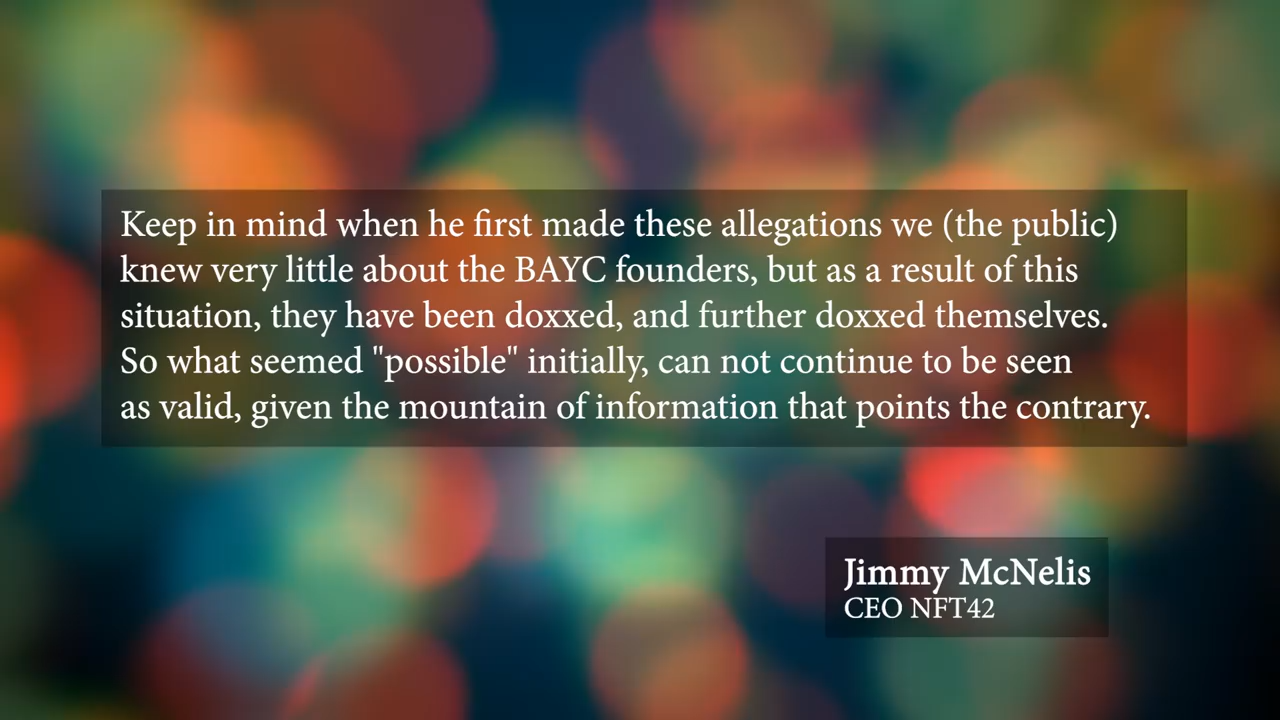 Keep in mind when he first made these allegations we (the public)
knew very little about the BAYC founders, but as a result of this
situation, they have been doxxed, and further doxxed themselves.
So what seemed "possible" initially, can not continue to be seen
as valid, given the mountain of information that points the contrary.
Jimmy McNelis
CEO NFT42